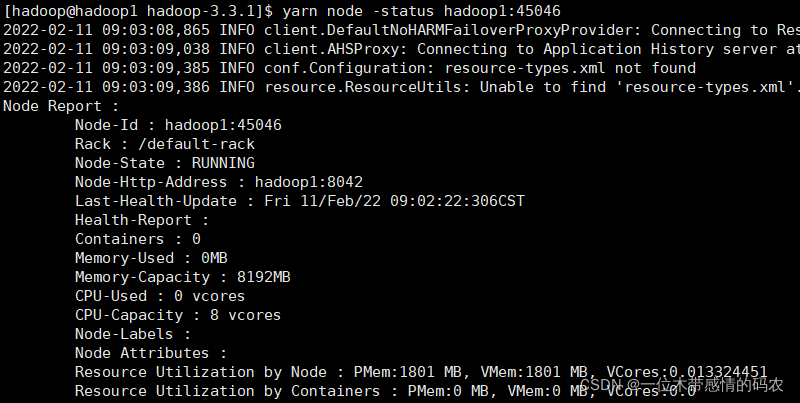 [hadoop@hadoop1 hadoop-3.3.1]$ yarn node -status hadoop1:45046
2022-02-11 09:03:08,865 INFO client.DefaultNoHARMFailoverProxyProvider: Connecting to Res
2022-02-11 09:03:09,038 INFO client.AHSProxy: Connecting to Application History server at
2022-02-11 09:03:09,385 INFO conf.Configuration: resource-types.xml not found
2022-02-11 09:03:09,386 INFO resource.ResourceUtils: Unable to find 'resource-types.xml'.
Node Report :
Node-Id : hadoop1:45046
Rack : /default-rack
Node-State : RUNNING
Node-Http-Address : hadoop1:8042
Last-Health-Update : Fri 11/Feb/22 09:02:22:306CST
Health-Report :
Containers : 0
Memory-Used : 0MB
Memory-Capacity : 8192MB
CPU-Used : 0 vcores
CPU-Capacity : 8 vcores
Node-Labels :
Node Attributes :
Resource Utilization by Node : PMem:1801 MB, VMem:1801 MB, VCores:0.013324451
Resource Utilization by Containers : PMem:0 MB, VMem:0 MB, VCores:0.0
CSDN @一位木带感情的码农